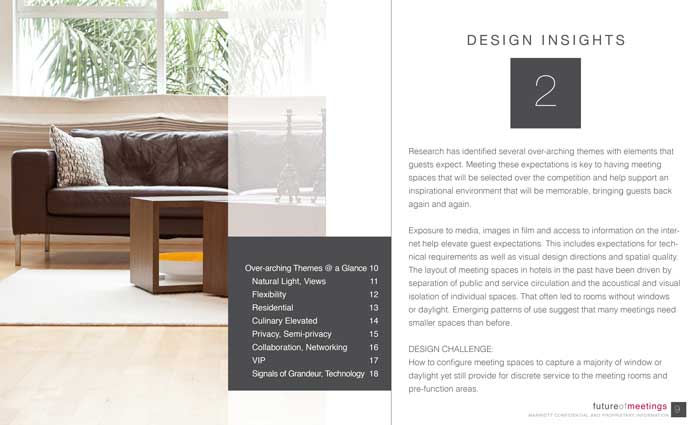 Over-arching Themes @ a Glance 10
Natural Light, Views 11
Flexibility 12
Residential 13
Culinary Elevated 14
Privacy, Semi-privacy 15
Collaboration, Networking 16
VIP 17
Signals of Grandeur, Technology 18
DESIGN INSIGHTS
2
Research has identified several over-arching themes with elements that
guests expect. Meeting these expectations is key to having meeting
spaces that will be selected over the competition and help support an
inspirational environment that will be memorable, bringing guests back
again and again.
Exposure to media, images in film and access to information on the inter-
net help elevate guest expectations. This includes expectations for tech-
nical requirements as well as visual design directions and spatial quality.
The layout of meeting spaces in hotels in the past have been driven by
separation of public and service circulation and the acoustical and visual
isolation of individual spaces. That often led to rooms without windows
or daylight. Emerging patterns of use suggest that many meetings need
smaller spaces than before.
DESIGN CHALLENGE:
How to configure meeting spaces to capture a majority of window or
daylight yet still provide for discrete service to the meeting rooms and
pre-function areas.
futureofmeetings
MARRIOTT CONFIDENTIAL AND PROPRIETARY INFORMATION
9